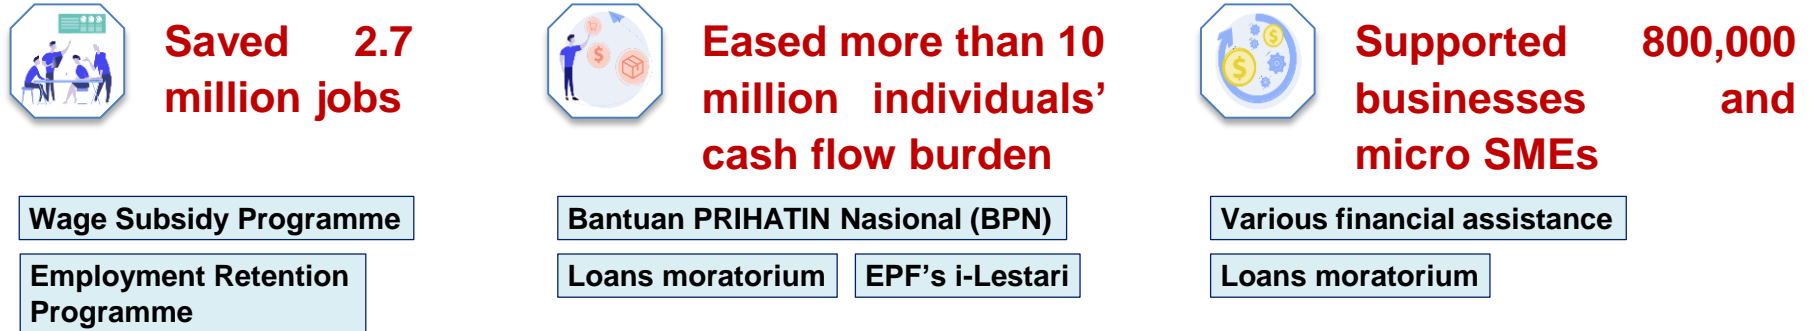 Saved 2.7
million jobs
Wage Subsidy Programme
Employment Retention
Programme
Eased more than 10
million individuals’
cash flow burden
Bantuan PRIHATIN Nasional (BPN)
Loans moratorium
EPF’s i-Lestari
Supported 800,000
businesses and
micro SMEs
Various financial assistance
Loans moratorium